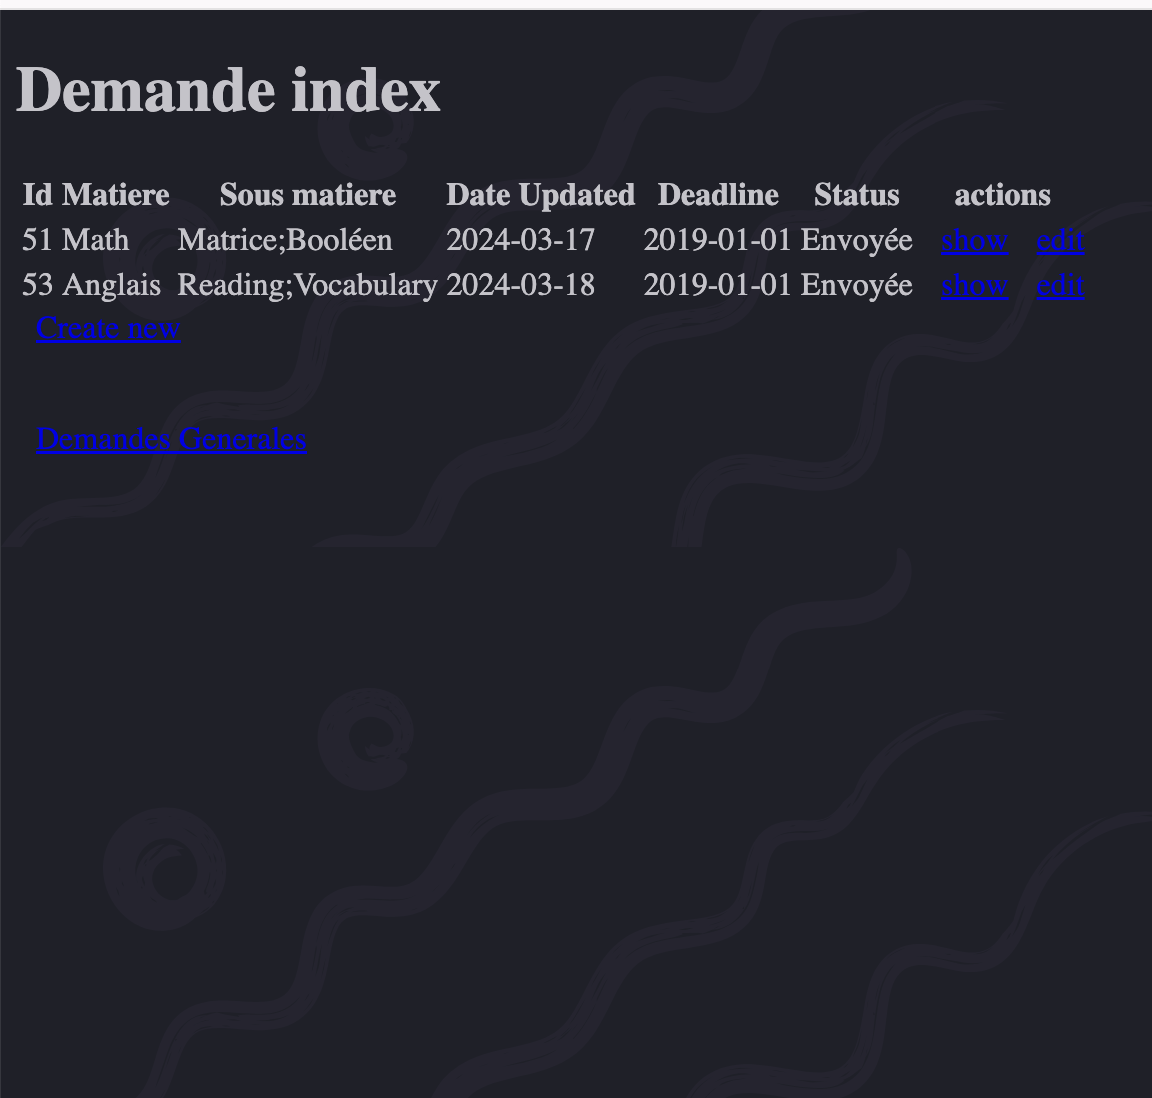 Demande index
Id Matiere Sous matiere Date Updated Deadline Status actions
51 Math Matrice;Booléen 2024-03-17 2019-01-01 Envoyée show edit
53 Anglais Reading;Vocabulary 2024-03-18 2019-01-01 Envoyée show edit
Create new
Demandes Generales